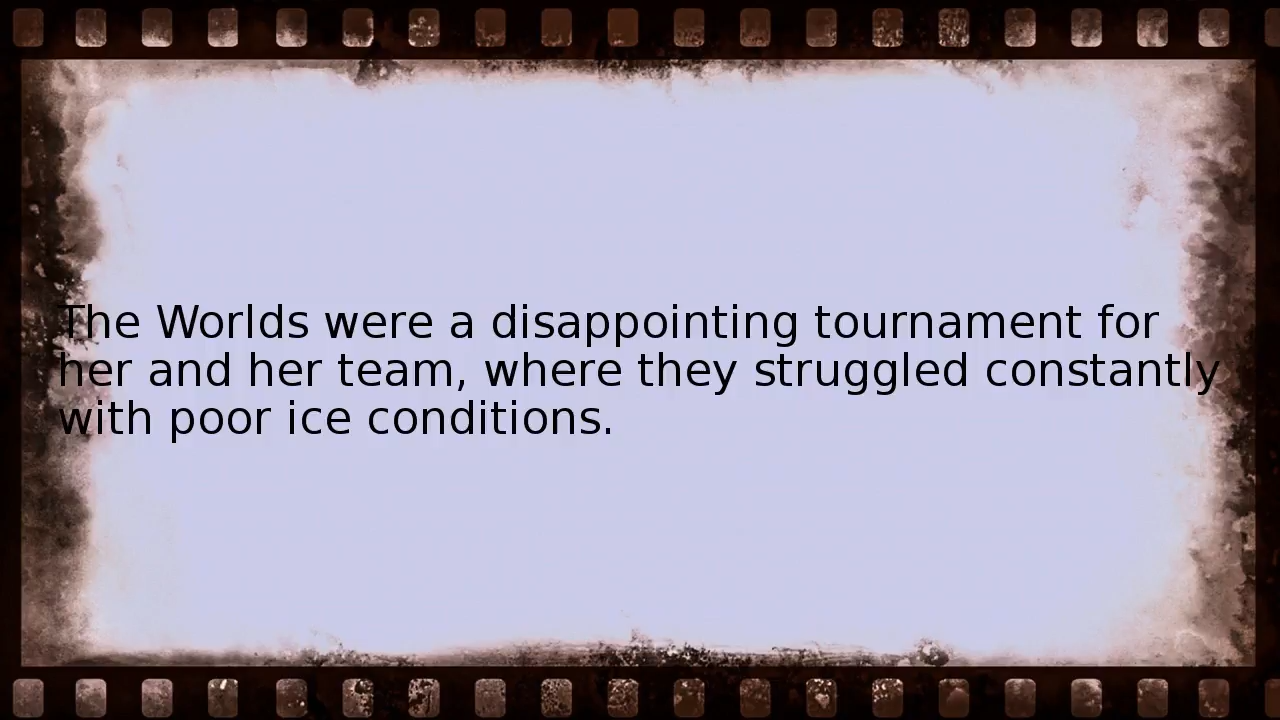 The Worlds were a disappointing tournament for
her and her team, where they struggled constantly
with poor ice conditions.